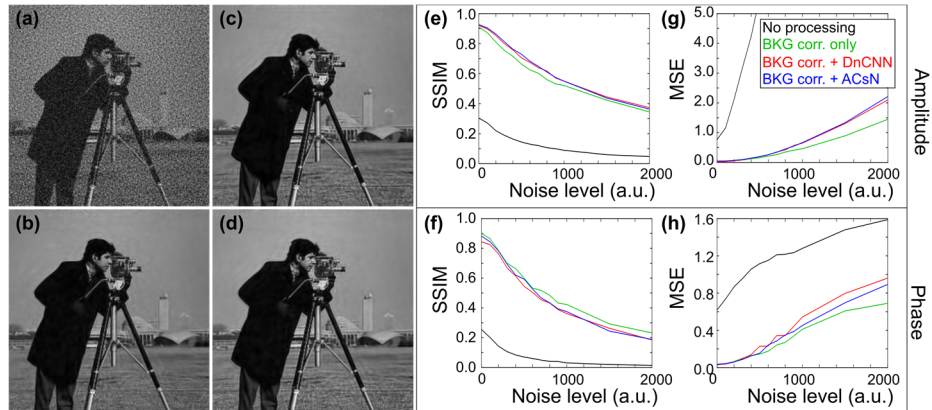 (a)
(c)
(b)
(d)
(e)
SSIM
1.0
0.8
0.6
0.4
0.2
0.0
0 1000 2000
Noise level (a.u.)
(g)
MSE
5.0
4.0
3.0
2.0
1.0
0.0
0 1000 2000
Noise level (a.u.)
No processing
BKG corr. only
BKG corr. + DnCNN
BKG corr. + ACsN
Amplitude
(f)
SSIM
1.0
0.8
0.6
0.4
0.2
0.0
0 1000 2000
Noise level (a.u.)
(h)
MSE
1.6
1.2
0.8
0.4
0.0
0 1000 2000
Noise level (a.u.)
Phase